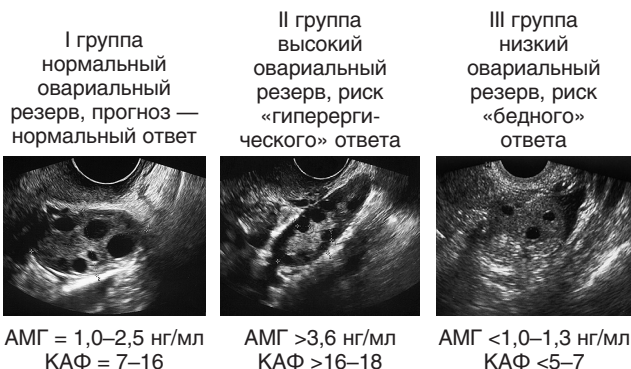 I группа
нормальный
овариальный
резерв, прогноз —
нормальный ответ
II группа
высокий
овариальный
резерв, риск
«гиперерги-
ческого» ответа
III группа
низкий
овариальный
резерв, риск
«бедного»
ответа
АМГ = 1,0–2,5 нг/мл
КАФ = 7–16
АМГ >3,6 нг/мл
КАФ >16–18
АМГ <1,0–1,3 нг/мл
КАФ <5–7